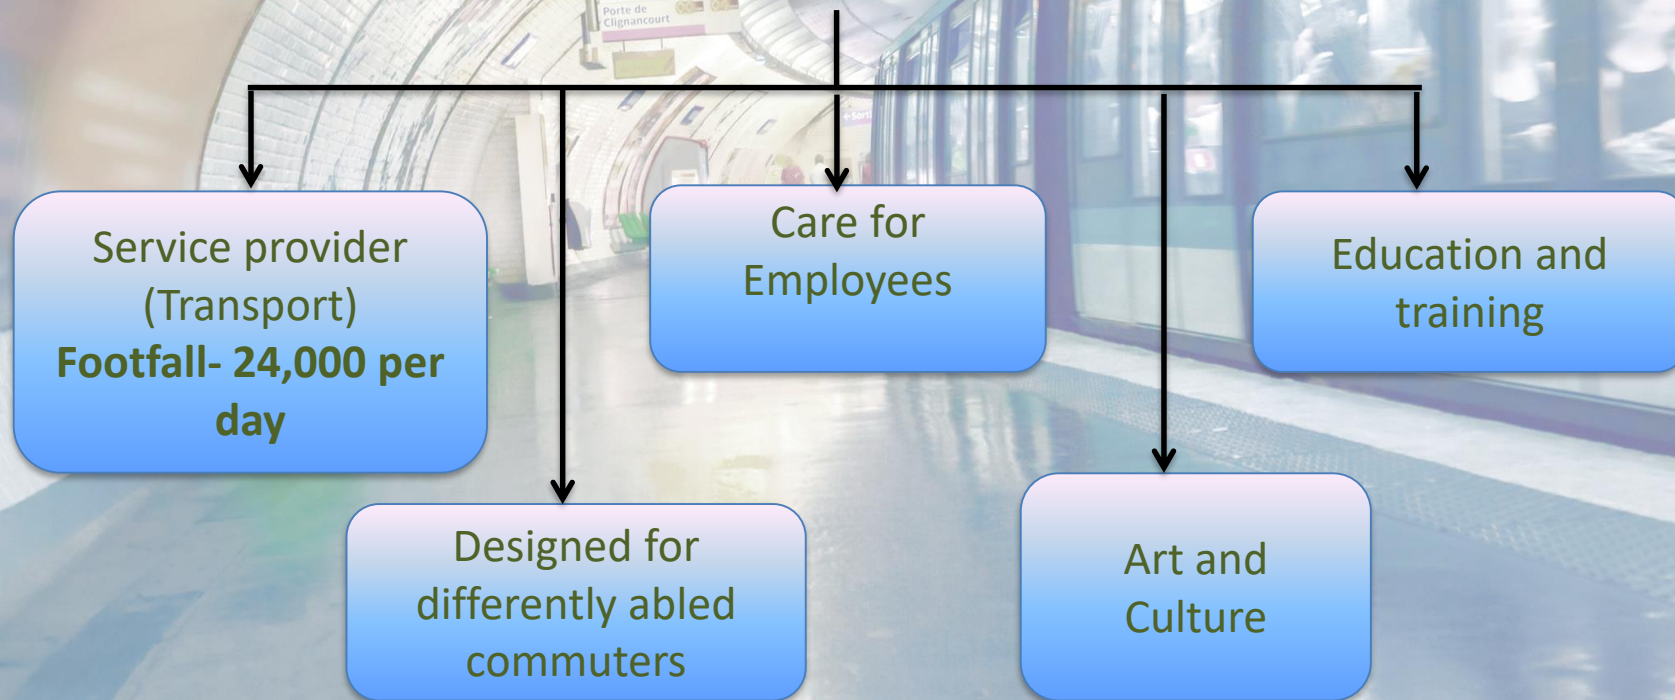 Porte de
Clignancourt
Service provider
(Transport)
Footfall- 24,000 per
day
Care for
Employees
Education and
training
Designed for
differently abled
commuters
Art and
Culture